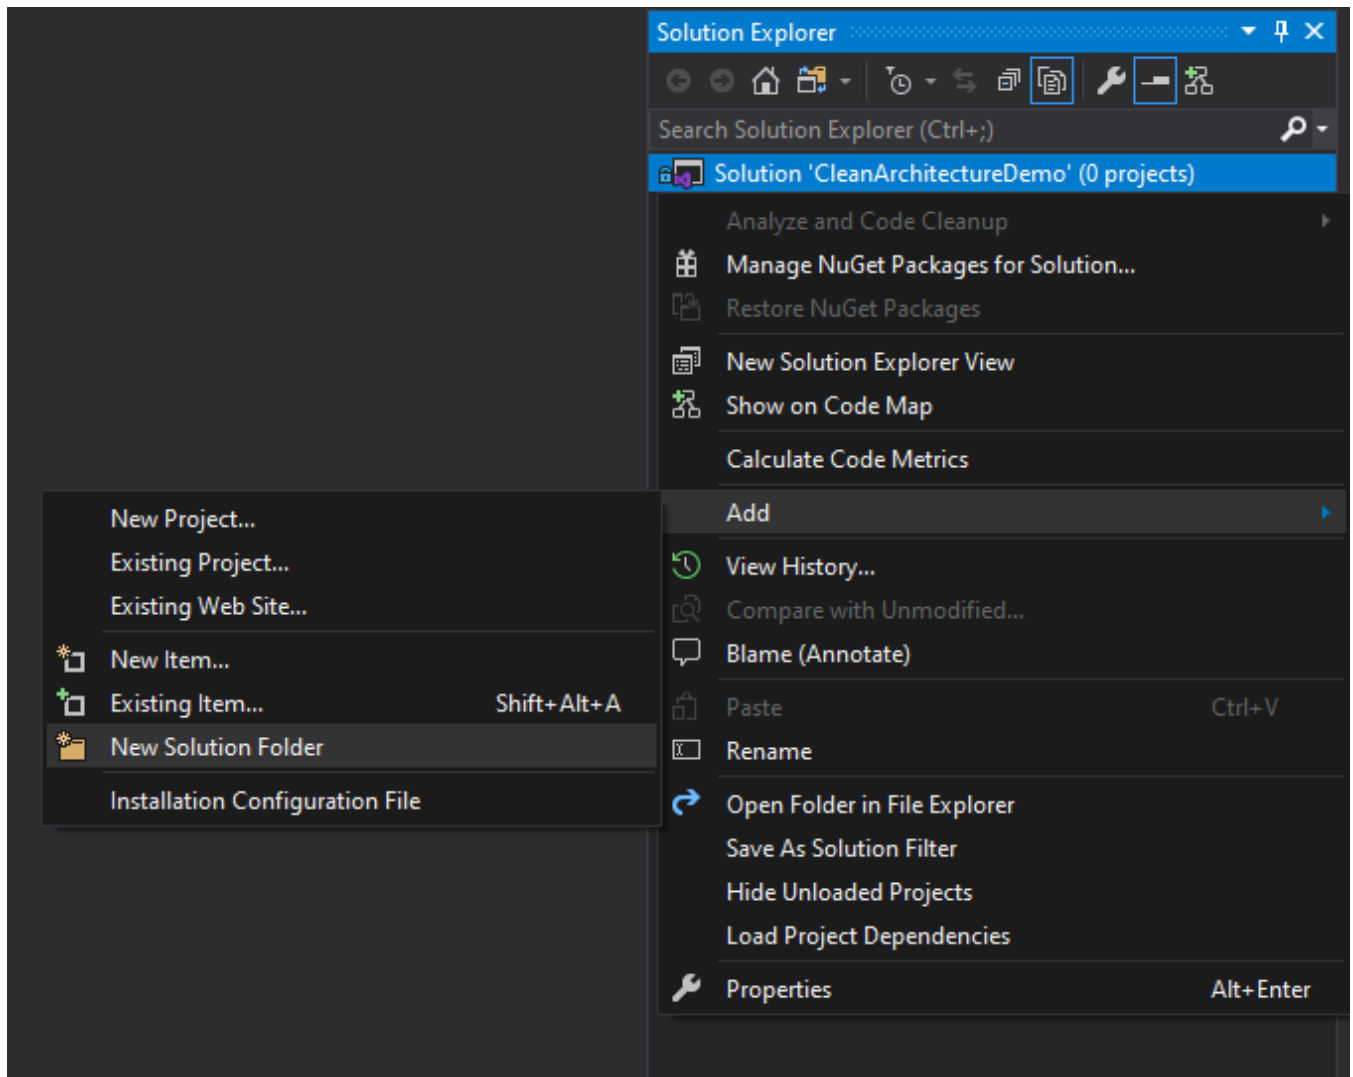 Solution Explorer
Search Solution Explorer (Ctrl+;)
Solution 'CleanArchitectureDemo' (0 projects)
Analyze and Code Cleanup
Manage NuGet Packages for Solution...
Restore NuGet Packages
New Solution Explorer View
Show on Code Map
Calculate Code Metrics
Add
New Project...
Existing Project...
Existing Web Site...
New Item...
Existing Item... Shift+Alt+A
New Solution Folder
Installation Configuration File
View History...
Compare with Unmodified...
Blame (Annotate)
Paste Ctrl+V
Rename
Open Folder in File Explorer
Save As Solution Filter
Hide Unloaded Projects
Load Project Dependencies
Properties Alt+Enter